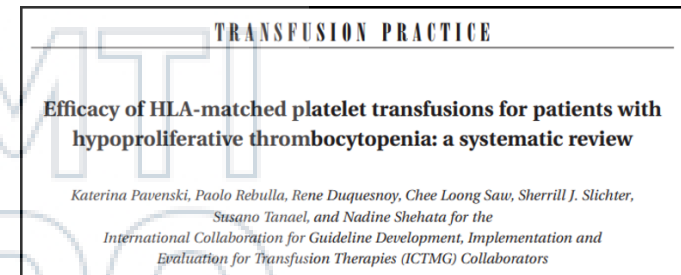 TRANSFUSION PRACTICE
Efficacy of HLA-matched platelet transfusions for patients with
hypoproliferative thrombocytopenia: a systematic review
Katerina Pavenski, Paolo Rebulla, Rene Duquesnoy, Chee Loong Saw, Sherrill J. Slichter,
Susano Tanael, and Nadine Shehata for the
International Collaboration for Guideline Development, Implementation and
Evaluation for Transfusion Therapies (ICTMG) Collaborators